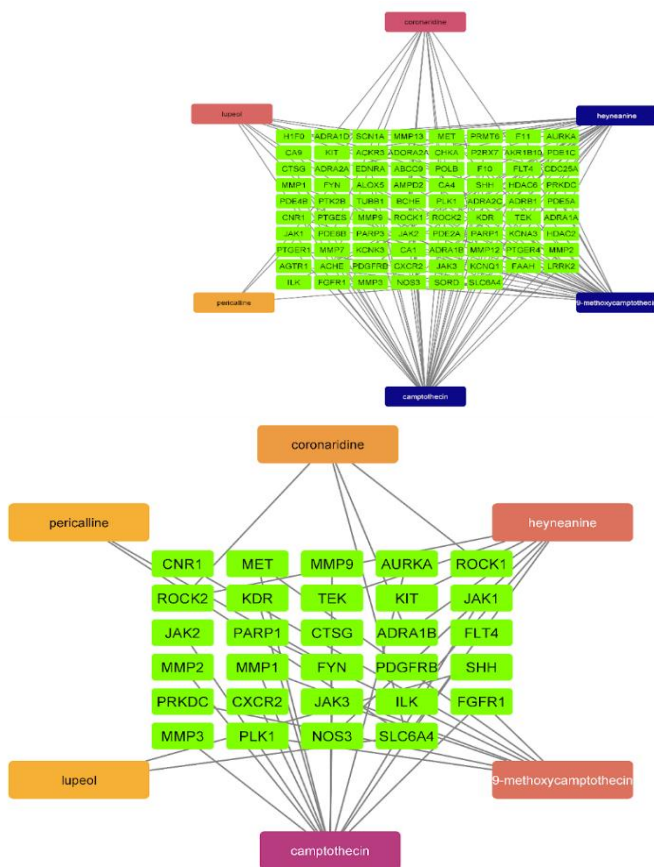 coronaridine
lupeol
heyneanine
H1F0 ADRA1D SCN1A MMP13 MET PRMT6 F11 AURKA
CA9 KIT ACKR3 ADORA2A CHKA P2RX7 AKR1B10 CDC25A
CTSG ADRA2A EDNRA ABCC9 POLB F10 FLT4
MMP1 FYN ALOX5 AMPD2 CA4 SHH HDAC6 PRKDC
PDE4B PTK2B TUBB1 BCHE PLK1 ADRA2C ADRB1 PDE5A
CNR1 PTGES MMP9 ROCK1 ROCK2 KDR TEK ADRA1A
JAK1 PDE6B PARP3 JAK2 PDE2A PARP1 KCNA3 HDAC2
PTGER1 MMP7 KCNK3 CA1 ADRA1B MMP12 PTGER4 MMP2
AGTR1 ACHE PDGFRB CXCR2 JAK3 KCNQ1 FAAH LRRK2
ILK FGFR1 MMP3 NOS3 SORD SLC6A4
pericalline
9-methoxycamptothecin
camptothecin
coronaridine
pericalline
heyneanine
CNR1 MET MMP9 AURKA ROCK1
ROCK2 KDR TEK KIT JAK1
JAK2 PARP1 CTSG ADRA1B FLT4
MMP2 MMP1 FYN PDGFRB SHH
PRKDC CXCR2 JAK3 ILK FGFR1
MMP3 PLK1 NOS3 SLC6A4
lupeol
9-methoxycamptothecin
camptothecin